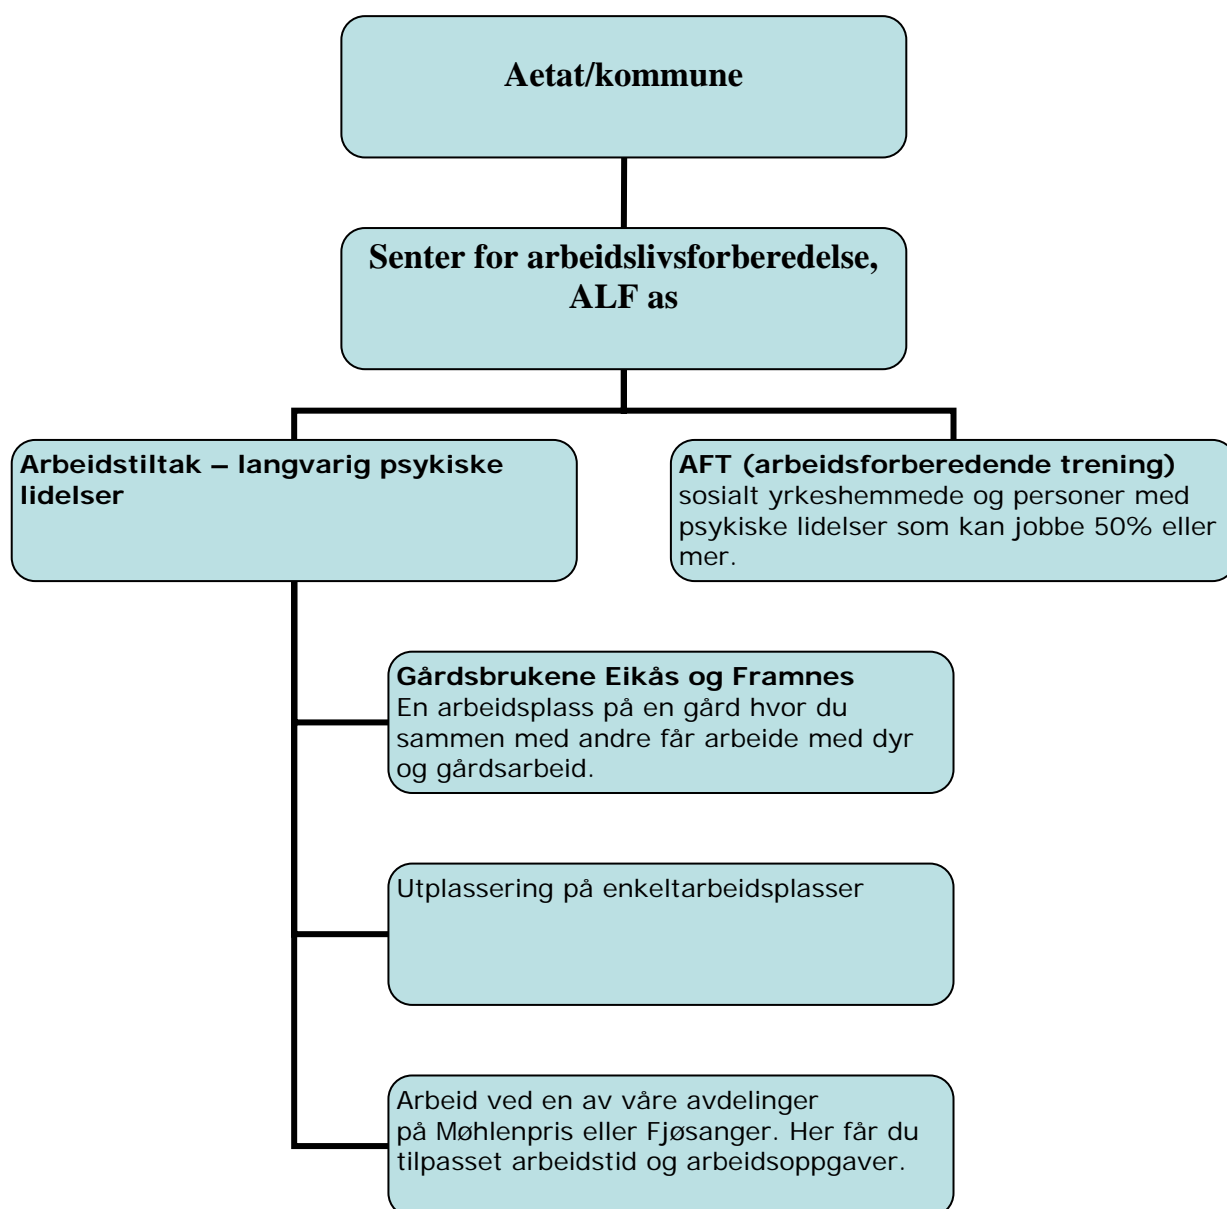 Aetat/kommune
Senter for arbeidslivsforberedelse,
ALF as
Arbeidstiltak – langvarig psykiske
lidelser
AFT (arbeidsforberedende trening)
sosialt yrkeshemmede og personer med
psykiske lidelser som kan jobbe 50% eller
mer.
Gårdsbrukene Eikås og Framnes
En arbeidsplass på en gård hvor du
sammen med andre får arbeide med dyr
og gårdsarbeid.
Utplassering på enkeltarbeidsplasser
Arbeid ved en av våre avdelinger
på Møhlenpris eller Fjøsanger. Her får du
tilpasset arbeidstid og arbeidsoppgaver.